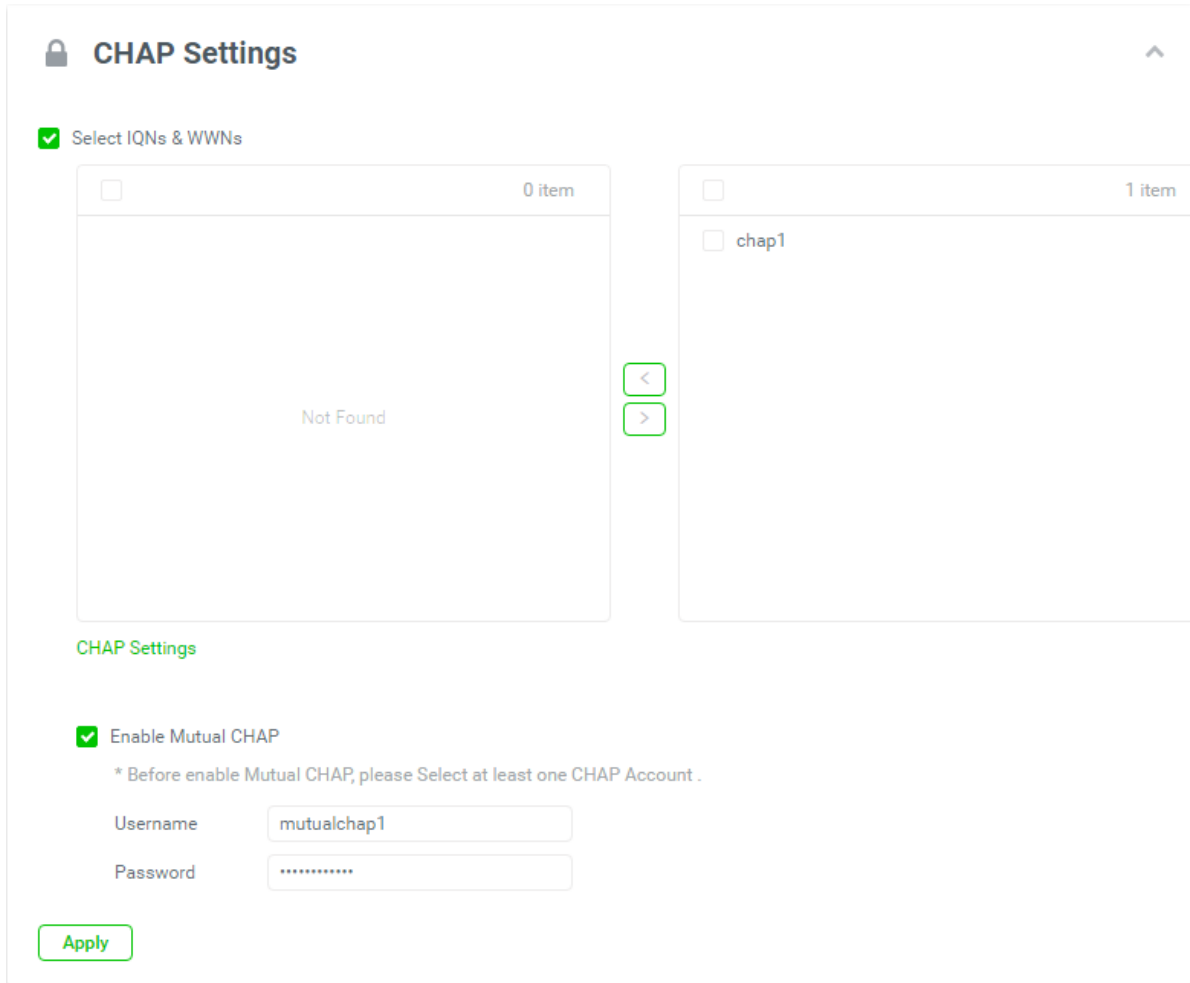 CHAP Settings
Select IQNs & WWNs
0 item
1 item
chap1
Not Found
<
>
CHAP Settings
Enable Mutual CHAP
* Before enable Mutual CHAP, please Select at least one CHAP Account .
Username mutualchap1
Password ••••••••••••
Apply